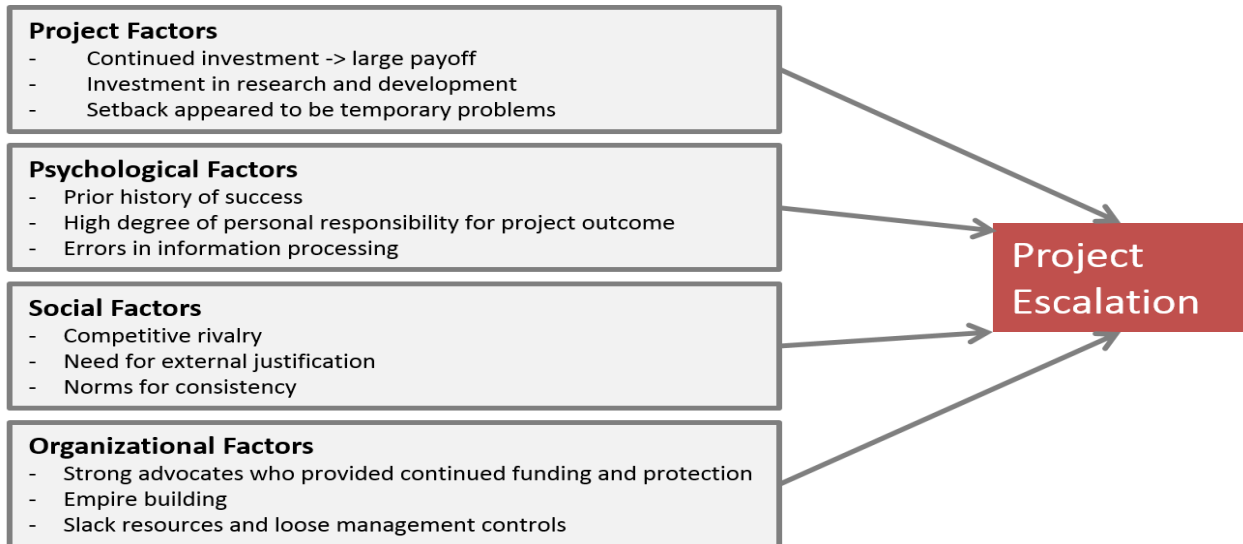 Project Factors
- Continued investment -> large payoff
- Investment in research and development
- Setback appeared to be temporary problems
Psychological Factors
- Prior history of success
- High degree of personal responsibility for project outcome
- Errors in information processing
Social Factors
- Competitive rivalry
- Need for external justification
- Norms for consistency
Organizational Factors
- Strong advocates who provided continued funding and protection
- Empire building
- Slack resources and loose management controls
Project
Escalation